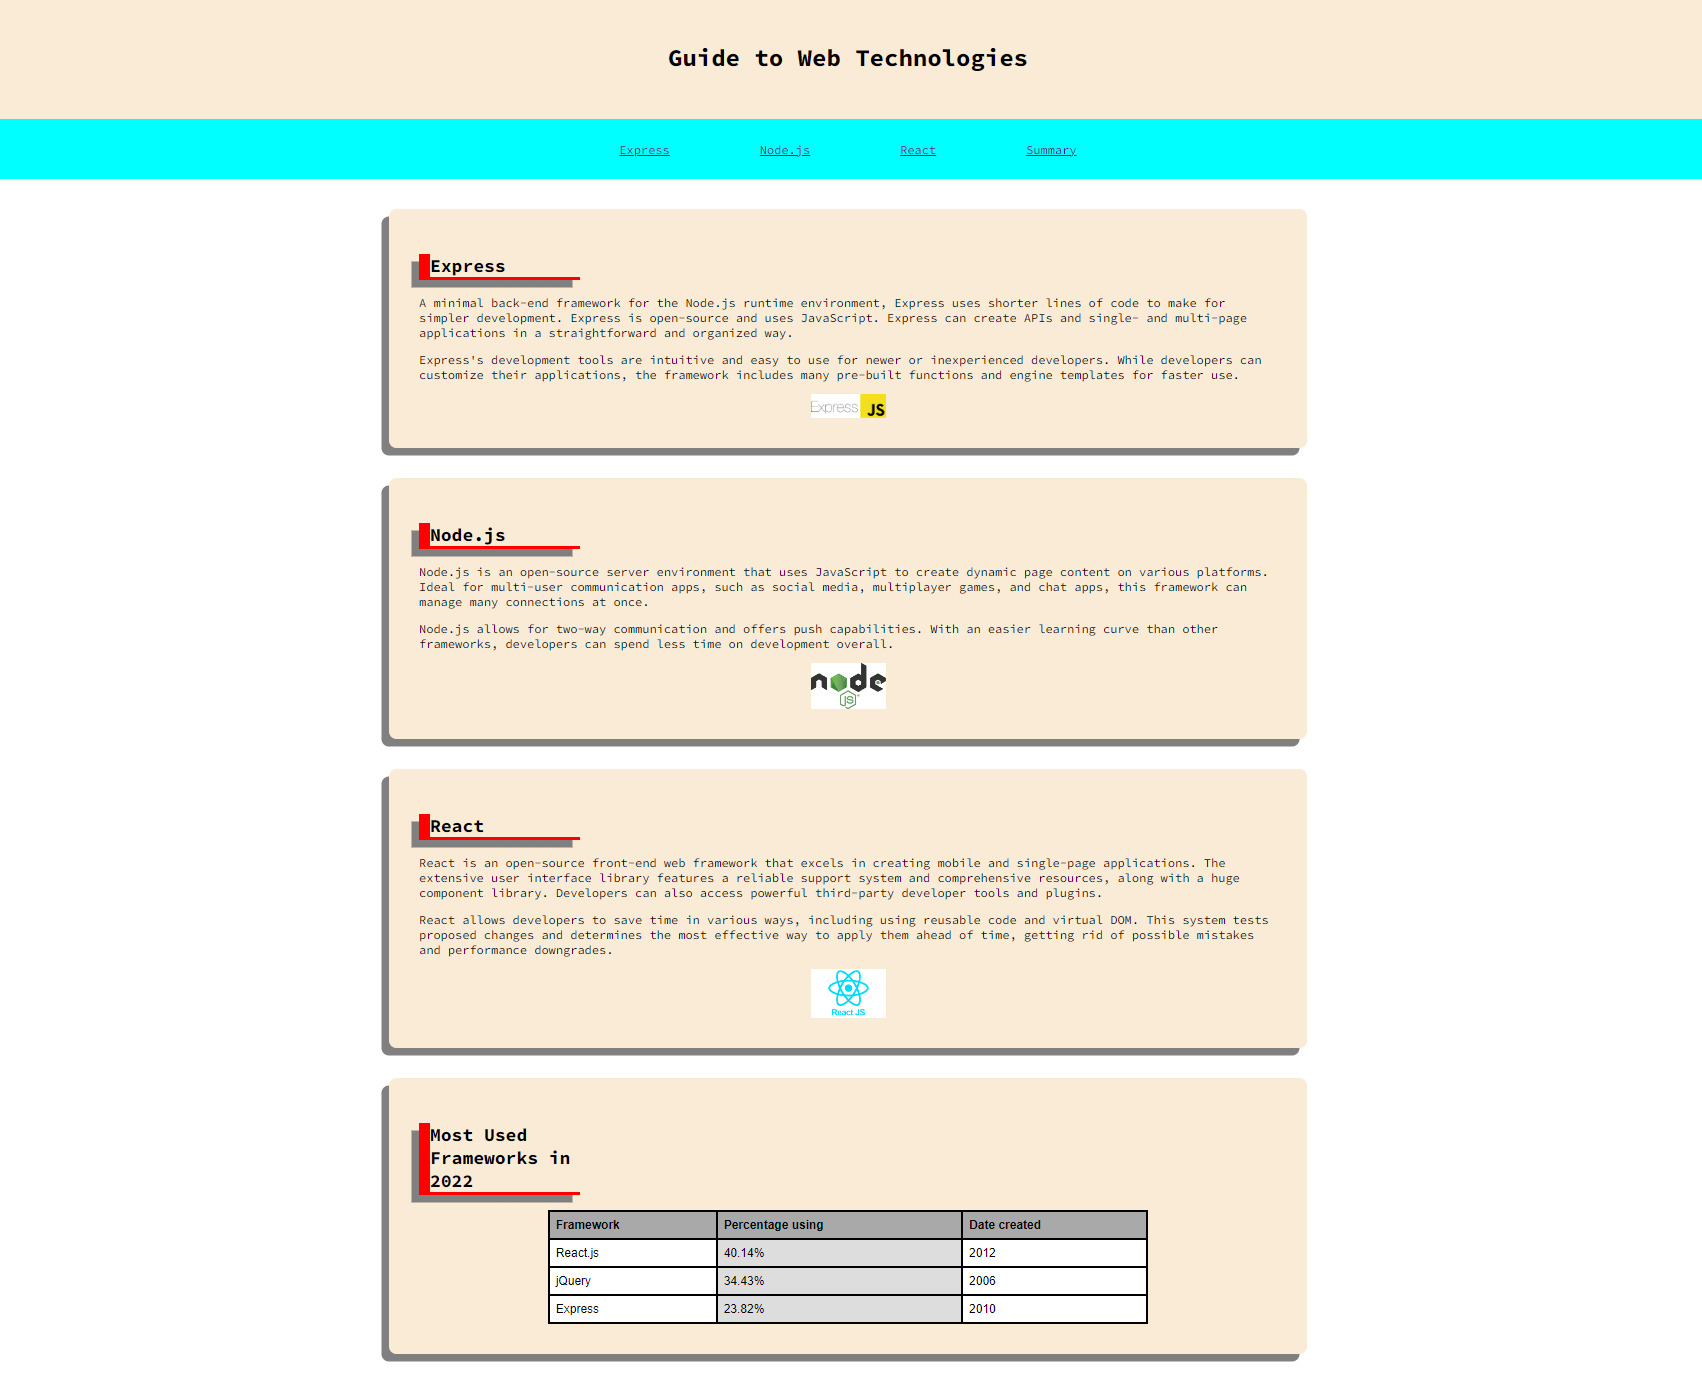 Guide to Web Technologies
Express Node.js React Summary
Express
A minimal back-end framework for the Node.js runtime environment, Express uses shorter lines of code to make for
simpler development. Express is open-source and uses JavaScript. Express can create APIs and single- and multi-page
applications in a straightforward and organized way.
Express's development tools are intuitive and easy to use for newer or inexperienced developers. While developers can
customize their applications, the framework includes many pre-built functions and engine templates for faster use.
Express JS
Node.js
Node.js is an open-source server environment that uses JavaScript to create dynamic page content on various platforms.
Ideal for multi-user communication apps, such as social media, multiplayer games, and chat apps, this framework can
manage many connections at once.
Node.js allows for two-way communication and offers push capabilities. With an easier learning curve than other
frameworks, developers can spend less time on development overall.
node
JS
React
React is an open-source front-end web framework that excels in creating mobile and single-page applications. The
extensive user interface library features a reliable support system and comprehensive resources, along with a huge
component library. Developers can also access powerful third-party developer tools and plugins.
React allows developers to save time in various ways, including using reusable code and virtual DOM. This system tests
proposed changes and determines the most effective way to apply them ahead of time, getting rid of possible mistakes
and performance downgrades.
React JS
Most Used
Frameworks in
2022
Framework Percentage using Date created
React.js 40.14% 2012
jQuery 34.43% 2006
Express 23.82% 2010